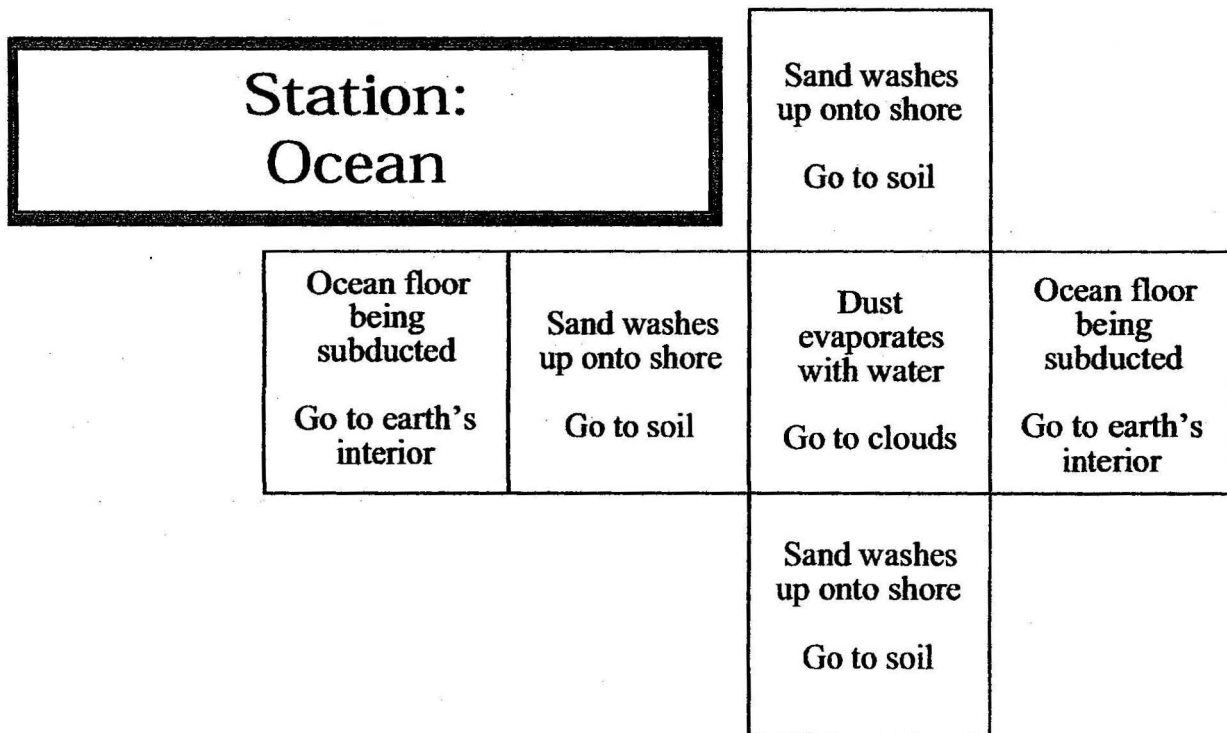 Station:
Ocean
Sand washes
up onto shore
Go to soil
Ocean floor
being
subducted
Go to earth's
interior
Sand washes
up onto shore
Go to soil
Dust
evaporates
with water
Go to clouds
Ocean floor
being
subducted
Go to earth's
interior
Sand washes
up onto shore
Go to soil